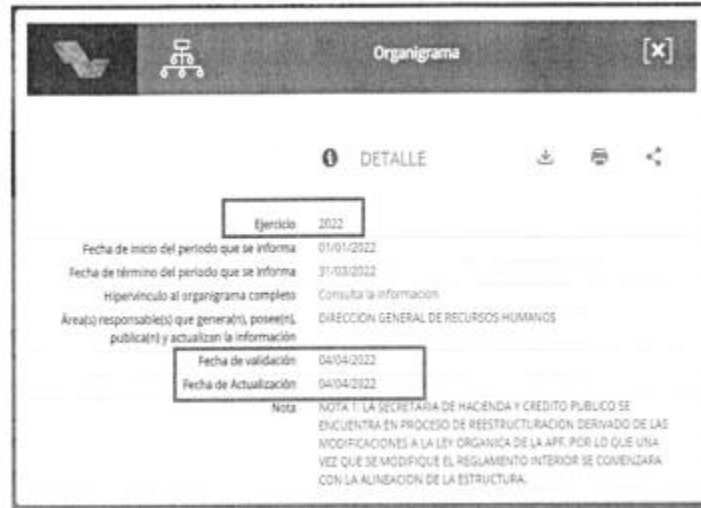 Organigrama [x]
DETALLE
Ejercicio 2022
Fecha de inicio del periodo que se informa 01/01/2022
Fecha de término del periodo que se informa 31/03/2022
Hipervínculo al organigrama completo Consulta la informacion
Área(s) responsable(s) que genera(n), posee(n), DIRECCION GENERAL DE RECURSOS HUMANOS
publica(n) y actualizan la información
Fecha de validación 04/04/2022
Fecha de Actualización 04/04/2022
Nota NOTA 1: LA SECRETARIA DE HACIENDA Y CREDITO PUBLICO SE
ENCUENTRA EN PROCESO DE REESTRUCTURACION DERIVADO DE LAS
MODIFICACIONES A LA LEY ORGANICA DE LA APF, POR LO QUE UNA
VEZ QUE SE MODIFIQUE EL REGLAMENTO INTERIOR SE COMENZARA
CON LA ALINEACION DE LA ESTRUCTURA.